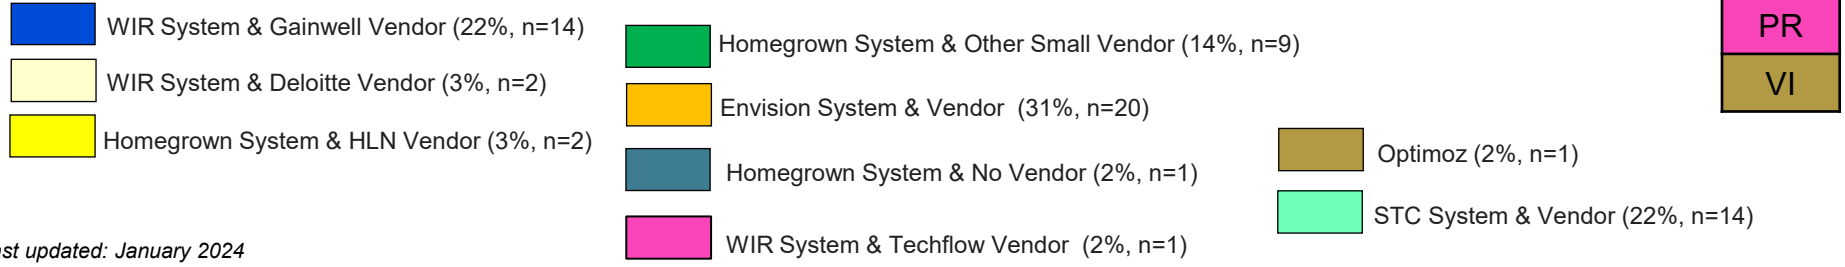 WIR System & Gainwell Vendor (22%, n=14)
WIR System & Deloitte Vendor (3%, n=2)
Homegrown System & HLN Vendor (3%, n=2)
Homegrown System & Other Small Vendor (14%, n=9)
Envision System & Vendor (31%, n=20)
Homegrown System & No Vendor (2%, n=1)
WIR System & Techflow Vendor (2%, n=1)
Optimoz (2%, n=1)
STC System & Vendor (22%, n=14)
PR
VI
updated: January 2024